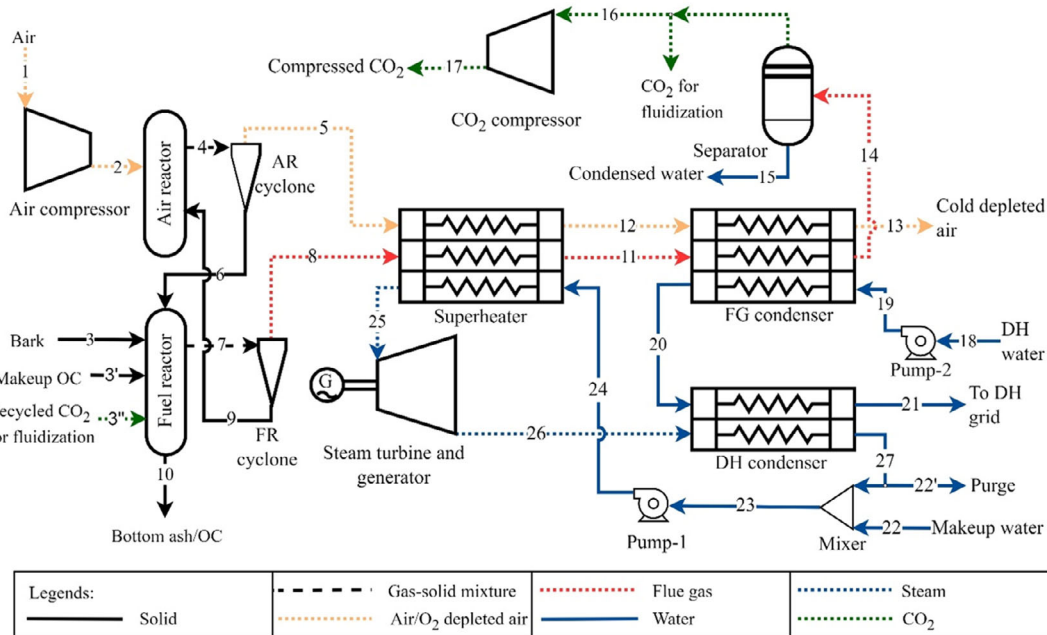 Air
1
2
Air compressor
Air reactor
4
AR
cyclone
5
6
Bark
3
Makeup OC
3'
ecycled CO2
or fluidization
3"
Fuel reactor
7
8
9
FR
cyclone
10
Bottom ash/OC
Compressed CO2
17
CO2 compressor
16
CO2 for
fluidization
Separator
Condensed water
15
14
12
13
Cold depleted
air
11
Superheater
FG condenser
19
Pump-2
18
DH
water
25
G
Steam turbine and
generator
26
24
20
21
To DH
grid
DH condenser
27
22'
Purge
22
Makeup water
Mixer
23
Pump-1
Legends:
Solid
Gas-solid mixture
Air/O2 depleted air
Flue gas
Water
Steam
CO2